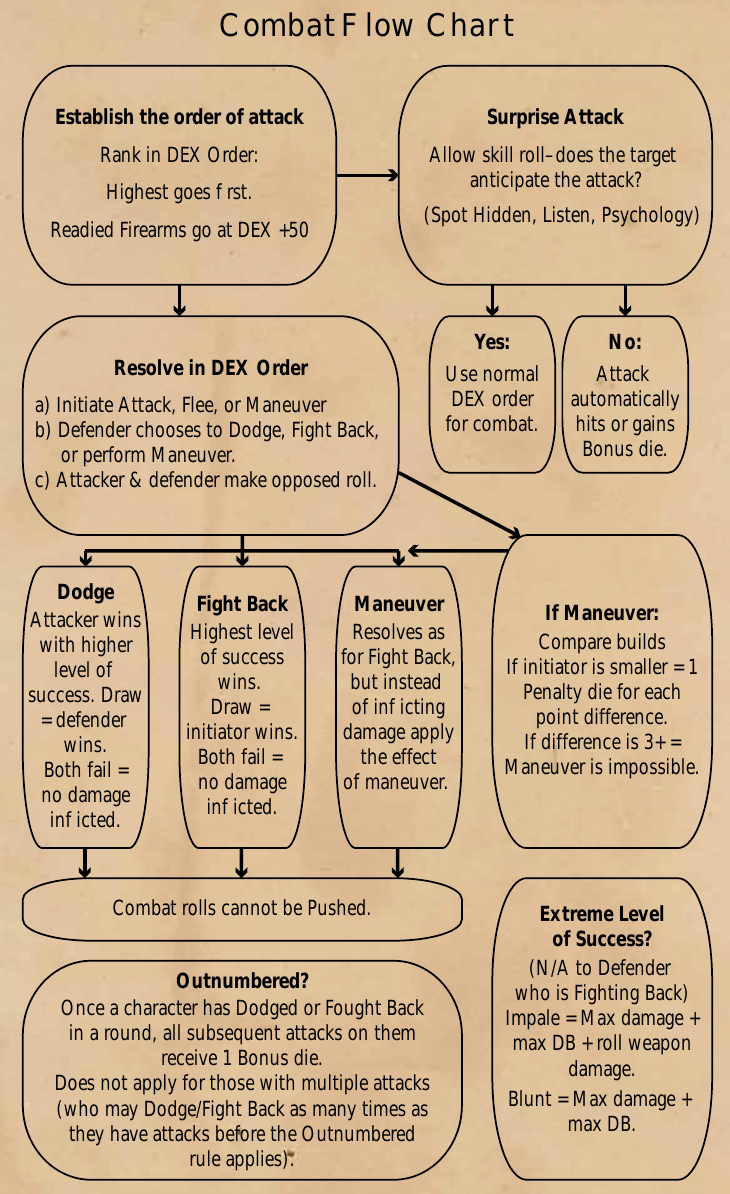 Combat Flow Chart
Establish the order of attack
Rank in DEX Order:
Highest goes f rst.
Readied Firearms go at DEX +50
Surprise Attack
Allow skill roll–does the target
anticipate the attack?
(Spot Hidden, Listen, Psychology)
Resolve in DEX Order
a) Initiate Attack, Flee, or Maneuver
b) Defender chooses to Dodge, Fight Back,
or perform Maneuver.
c) Attacker & defender make opposed roll.
Yes:
Use normal
DEX order
for combat.
No:
Attack
automatically
hits or gains
Bonus die.
Dodge
Attacker wins
with higher
level of
success. Draw
= defender
wins.
Both fail =
no damage
inf icted.
Fight Back
Highest level
of success
wins.
Draw =
initiator wins.
Both fail =
no damage
inf icted.
Maneuver
Resolves as
for Fight Back,
but instead
of inf icting
damage apply
the effect
of maneuver.
If Maneuver:
Compare builds
If initiator is smaller = 1
Penalty die for each
point difference.
If difference is 3+ =
Maneuver is impossible.
Combat rolls cannot be Pushed.
Outnumbered?
Once a character has Dodged or Fought Back
in a round, all subsequent attacks on them
receive 1 Bonus die.
Does not apply for those with multiple attacks
(who may Dodge/Fight Back as many times as
they have attacks before the Outnumbered
rule applies).
Extreme Level
of Success?
(N/A to Defender
who is Fighting Back)
Impale = Max damage +
max DB + roll weapon
damage.
Blunt = Max damage +
max DB.